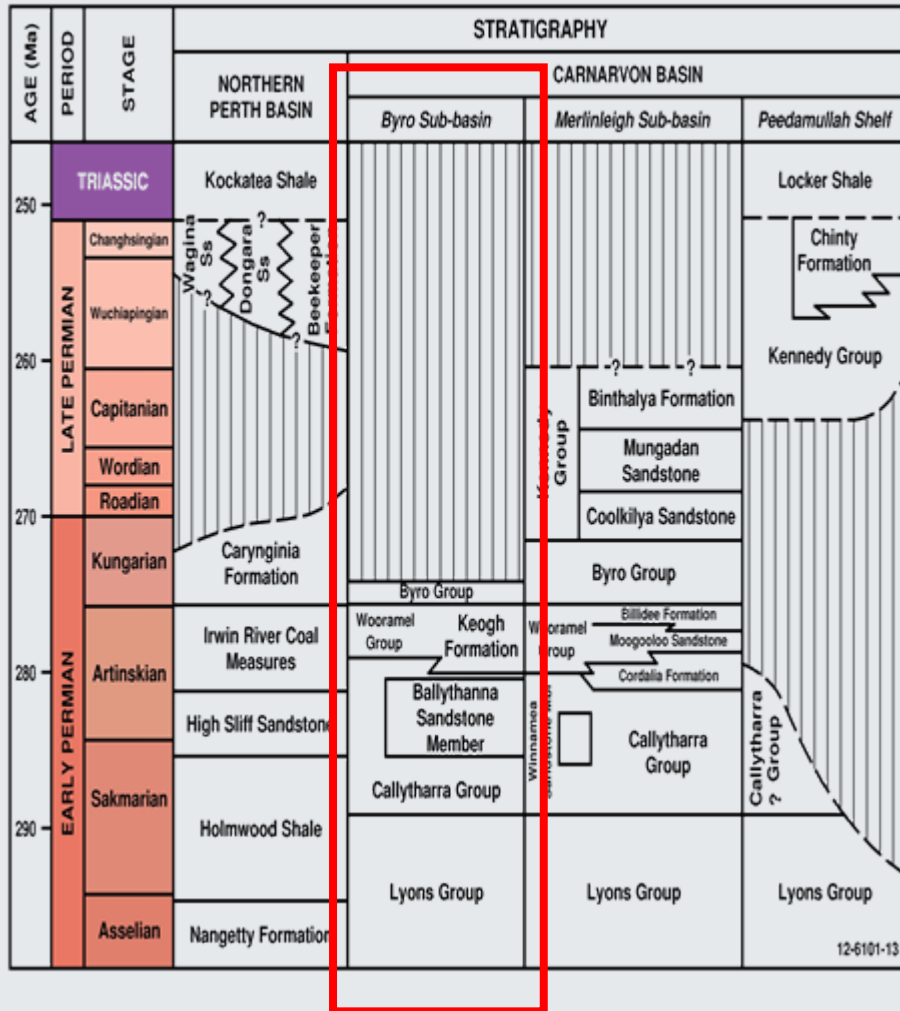 AGE (Ma)
PERIOD
STAGE
STRATIGRAPHY
NORTHERN
PERTH BASIN
CARNARVON BASIN
Byro Sub-basin
Merlinleigh Sub-basin
Peedamullah Shelf
250
260
270
280
290
TRIASSIC
LATE PERMIAN
EARLY PERMIAN
Changhsingian
Wuchiapingian
Capitanian
Wordian
Roadian
Kungarian
Artinskian
Sakmarian
Asselian
Kockatea Shale
?
Wagina
Ss
Dongara
Ss
Beekeeper
?
?
Carynginia
Formation
Irwin River Coal
Measures
High Sliff Sandstone
Holmwood Shale
Nangetty Formation
Byro Group
Wooramel
Group
Keogh
Formation
Ballythanna
Sandstone
Member
Callytharra Group
Lyons Group
? ?
Kennedy
Group
Binthalya Formation
Mungadan
Sandstone
Coolkilya Sandstone
Byro Group
Wooramel
Group
Billidee Formation
Moogooloo Sandstone
Cordalia Formation
Winnamea
Callytharra
Group
Lyons Group
Locker Shale
Chinty
Formation
Kennedy Group
Callytharra
? Group
Lyons Group
12-6101-13